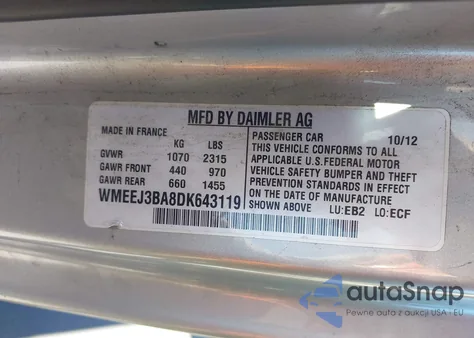 MFD BY DAIMLER AG
MADE IN FRANCE
KG LBS
GVWR 1070 2315
GAWR FRONT 440 970
GAWR REAR 660 1455
PASSENGER CAR 10/12
THIS VEHICLE CONFORMS TO ALL
APPLICABLE U.S.FEDERAL MOTOR
VEHICLE SAFETY BUMPER AND THEFT
PREVENTION STANDARDS IN EFFECT
ON THE DATE OF MANUFACTURE
SHOWN ABOVE. LU:EB2 LO:ECF
WMEEJ3BA8DK643119
autoSnap
Pewne auta z aukcji USA i EU